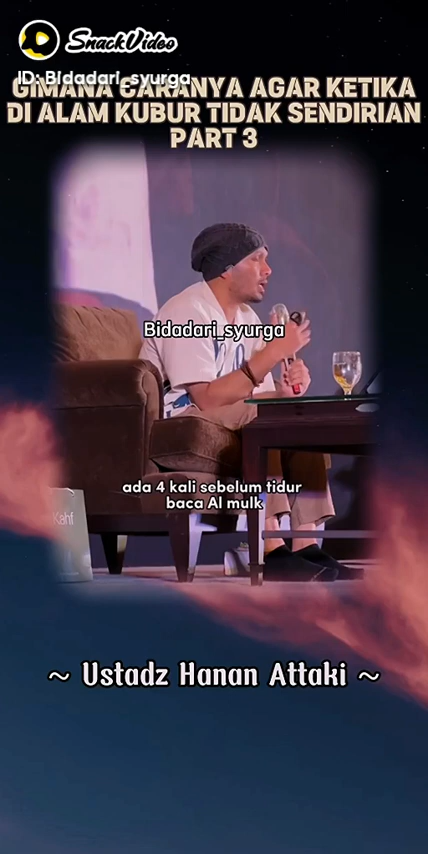 SnackVideo
ID: Bidadari_syurga
GIMANA CARANYA AGAR KETIKA
DI ALAM KUBUR TIDAK SENDIRIAN
PART 3
Bidadari_syurga
ada 4 kali sebelum tidur
baca Al mulk
Kahf
~ Ustadz Hanan Attaki ~